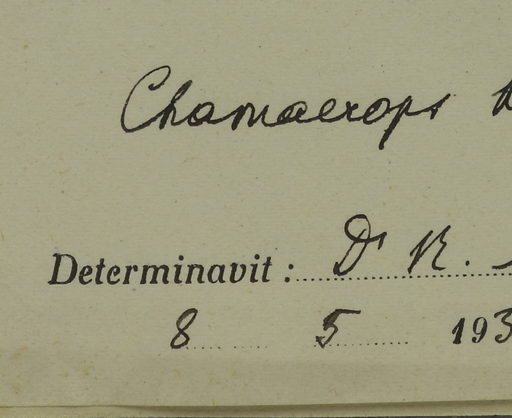 Chamaerops
Determinavit : Dr R.
8 5 193